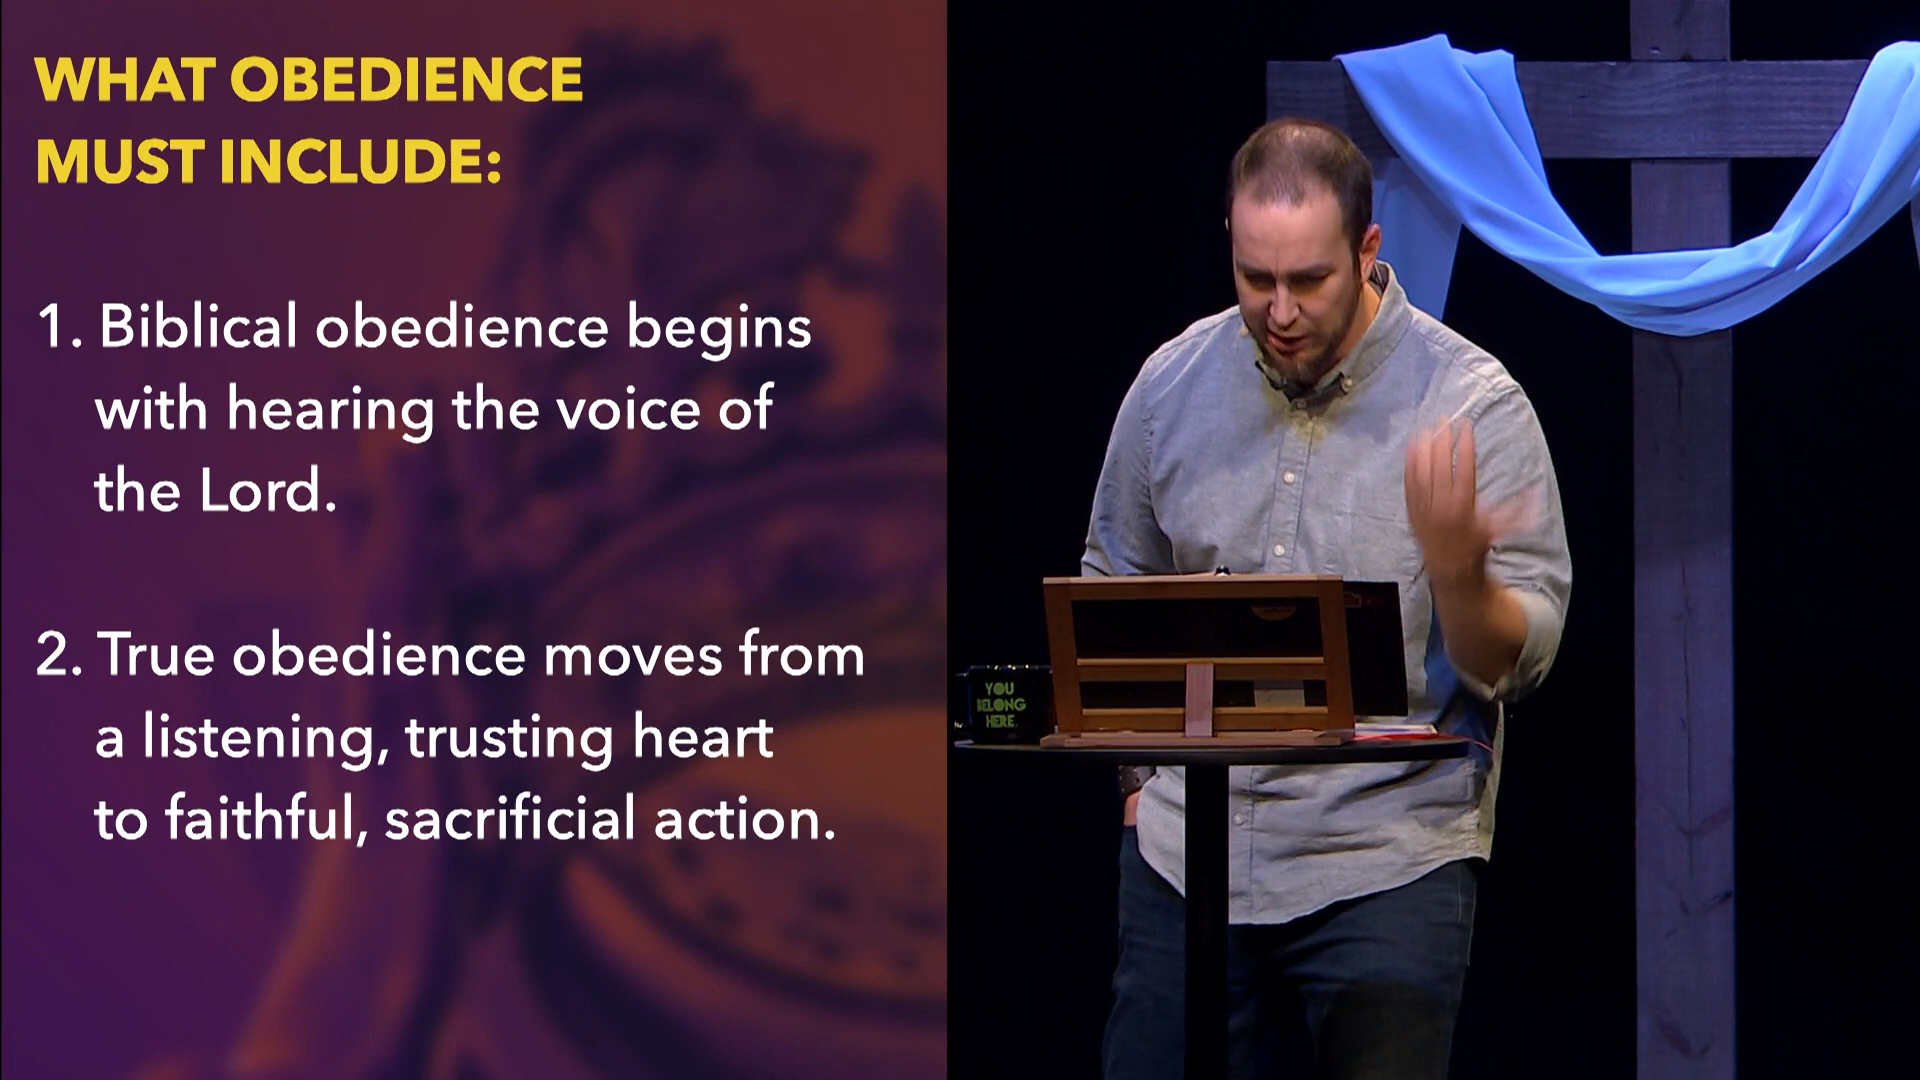 WHAT OBEDIENCE
MUST INCLUDE:
1. Biblical obedience begins
with hearing the voice of
the Lord.
2. True obedience moves from
a listening, trusting heart
to faithful, sacrificial action.
YOU
BELONG
HERE.